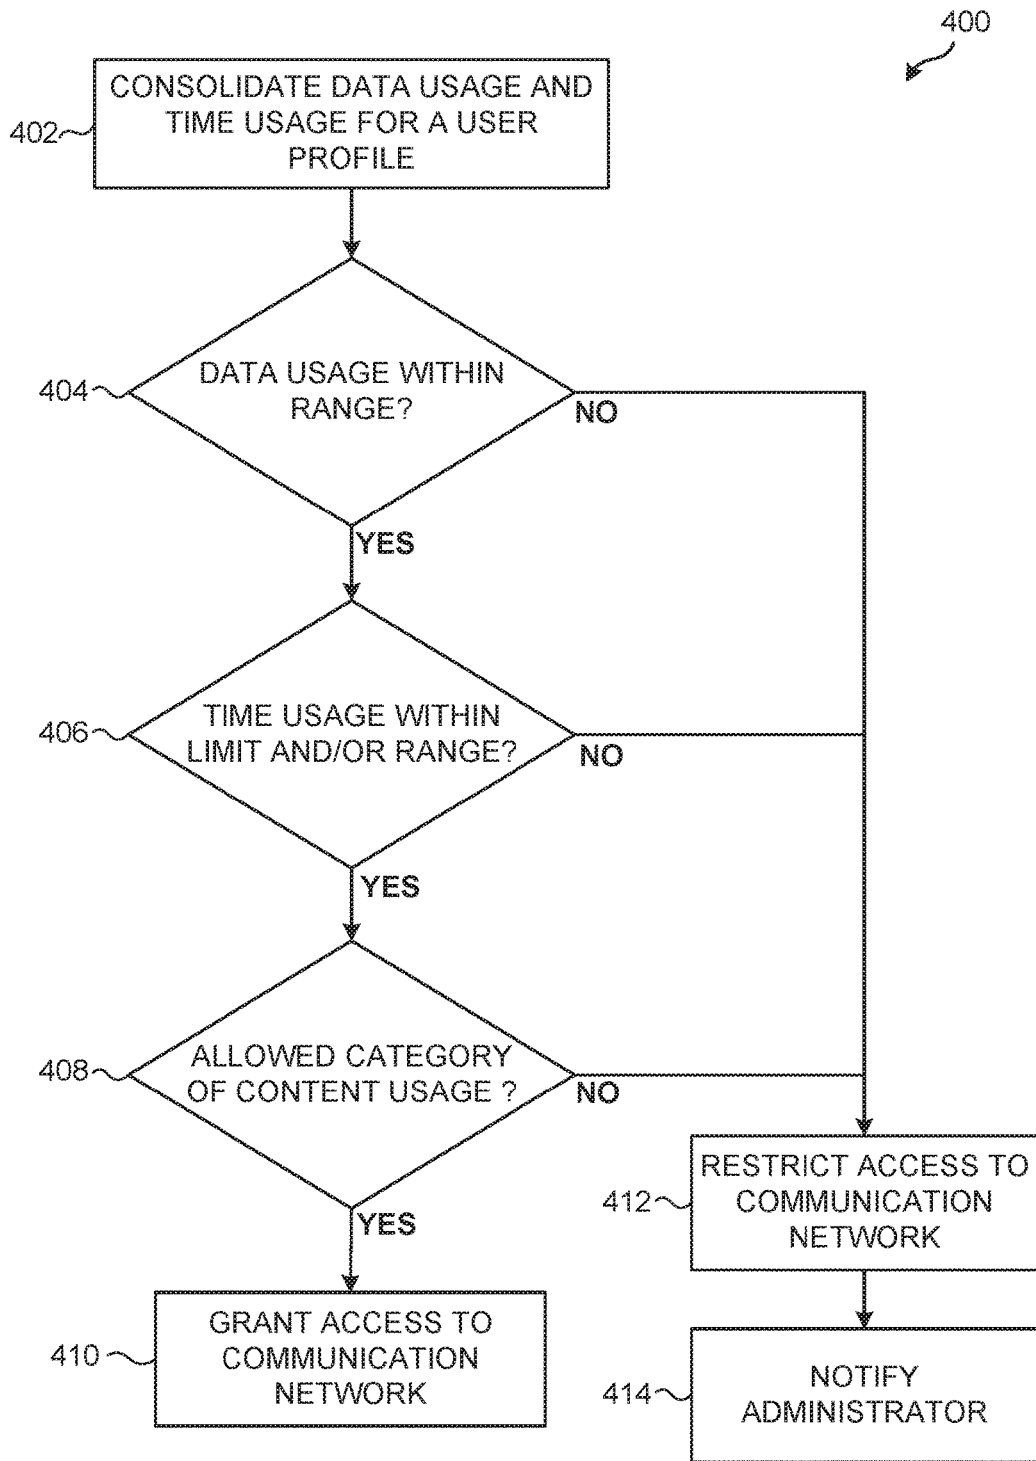 400
CONSOLIDATE DATA USAGE AND
TIME USAGE FOR A USER
PROFILE
402
DATA USAGE WITHIN
RANGE?
404
NO
YES
TIME USAGE WITHIN
LIMIT AND/OR RANGE?
406
NO
YES
ALLOWED CATEGORY
OF CONTENT USAGE ?
408
NO
YES
RESTRICT ACCESS TO
COMMUNICATION
NETWORK
412
GRANT ACCESS TO
COMMUNICATION
NETWORK
410
NOTIFY
ADMINISTRATOR
414